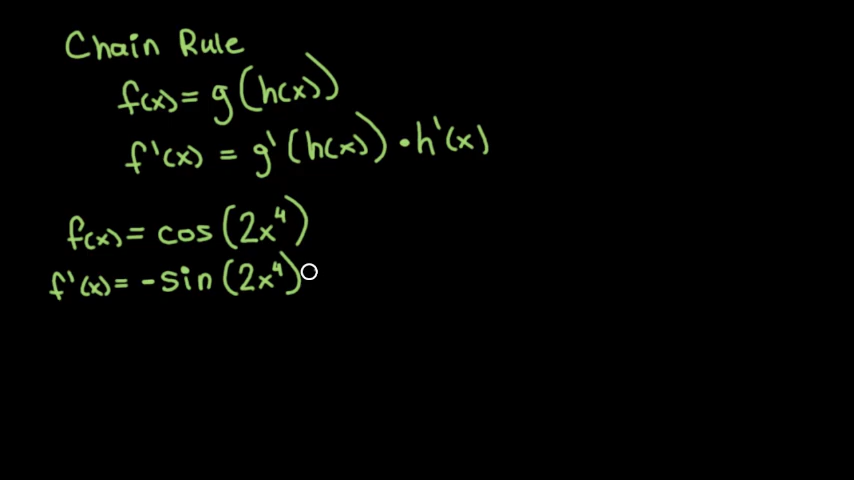 Chain Rule
f(x) = g(h(x))
f'(x) = g'(h(x)) · h'(x)
f(x) = cos(2x⁴)
f'(x) = -sin(2x⁴)